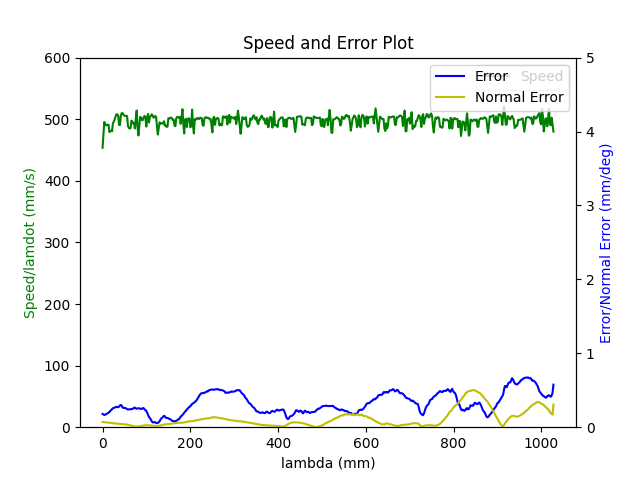 Speed and Error Plot
600
500
400
300
200
100
0
5
4
3
2
1
0
Error
Speed
Normal Error
Speed/lamdot (mm/s)
Error/Normal Error (mm/deg)
0
200
400
600
800
1000
lambda (mm)